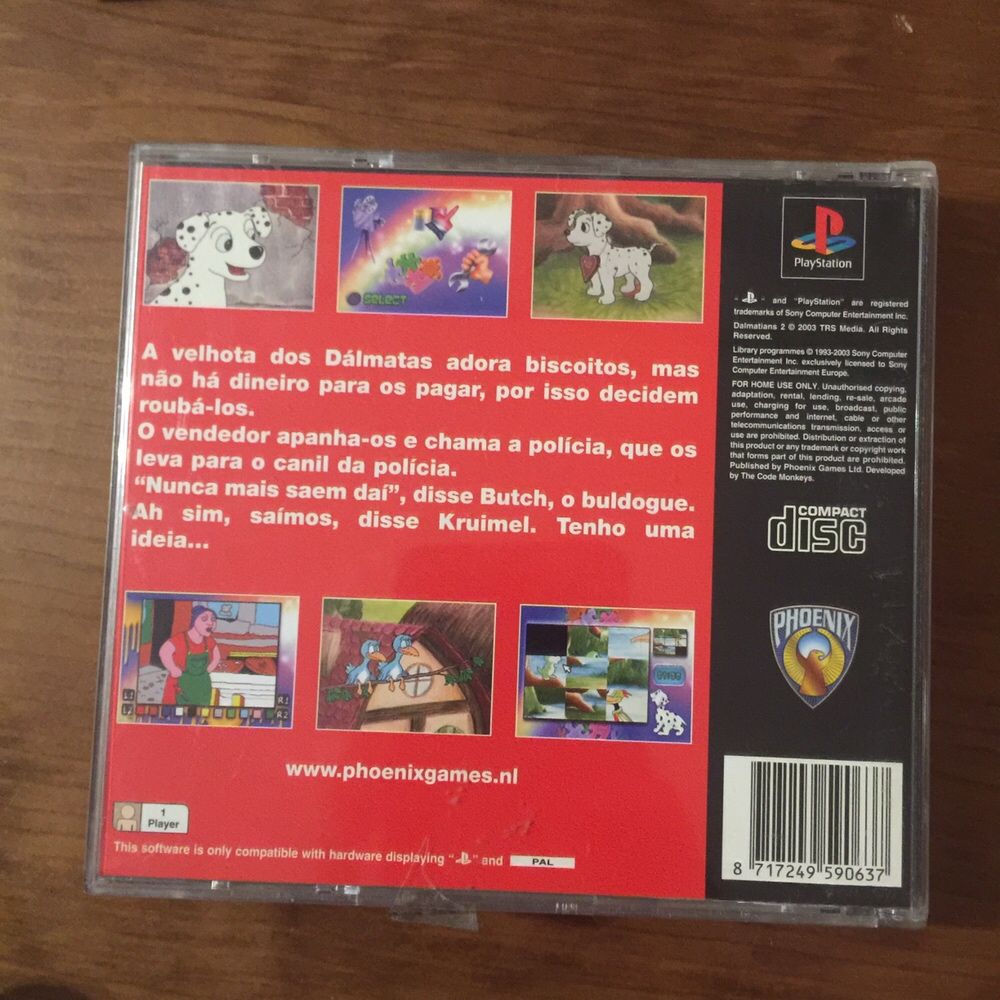 SELECT
A velhota dos Dálmatas adora biscoitos, mas
não há dineiro para os pagar, por isso decidem
roubá-los.
O vendedor apanha-os e chama a polícia, que os
leva para o canil da polícia.
“Nunca mais saem daí”, disse Butch, o buldogue.
Ah sim, saímos, disse Kruimel. Tenho uma
ideia...
L1
L2
R1
R2
www.phoenixgames.nl
1
Player
This software is only compatible with hardware displaying “ ” and PAL
PlayStation
“ ” and “PlayStation” are registered
trademarks of Sony Computer Entertainment Inc.
Dalmatians 2 © 2003 TRS Media. All Rights
Reserved.
Library programmes © 1993-2003 Sony Computer
Entertainment Inc. exclusively licensed to Sony
Computer Entertainment Europe.
FOR HOME USE ONLY. Unauthorised copying,
adaptation, rental, lending, re-sale, arcade
use, charging for use, broadcast, public
performance and internet, cable or other
telecommunications transmission, access or
use are prohibited. Distribution or extraction of
this product or any trademark or copyright work
that forms part of this product are prohibited.
Published by Phoenix Games Ltd. Developed
by The Code Monkeys.
COMPACT
disc
PHOENIX
8 717249 590637